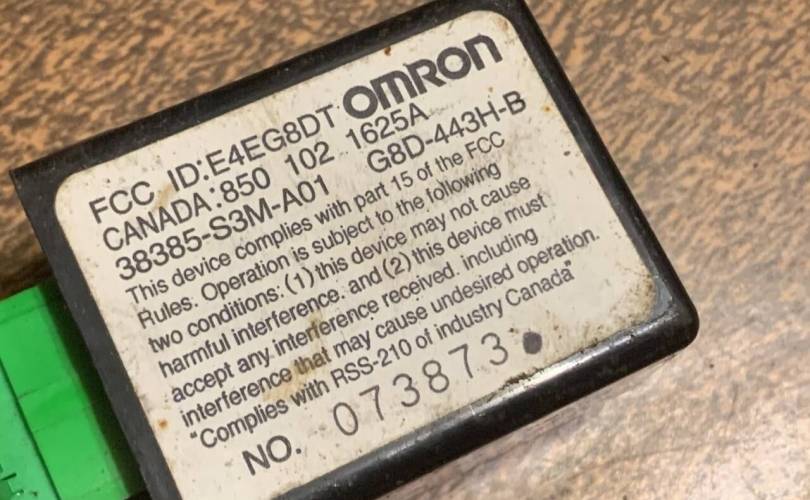 OMRON
FCC ID:E4EG8DT
CANADA:850 102 1625A
38385-S3M-A01 G8D-443H-B
This device complies with part 15 of the FCC
Rules. Operation is subject to the following
two conditions: (1) this device may not cause
harmful interference. and (2) this device must
accept any interference received. including
interference that may cause undesired operation.
"Complies with RSS-210 of industry Canada"
NO. 073873